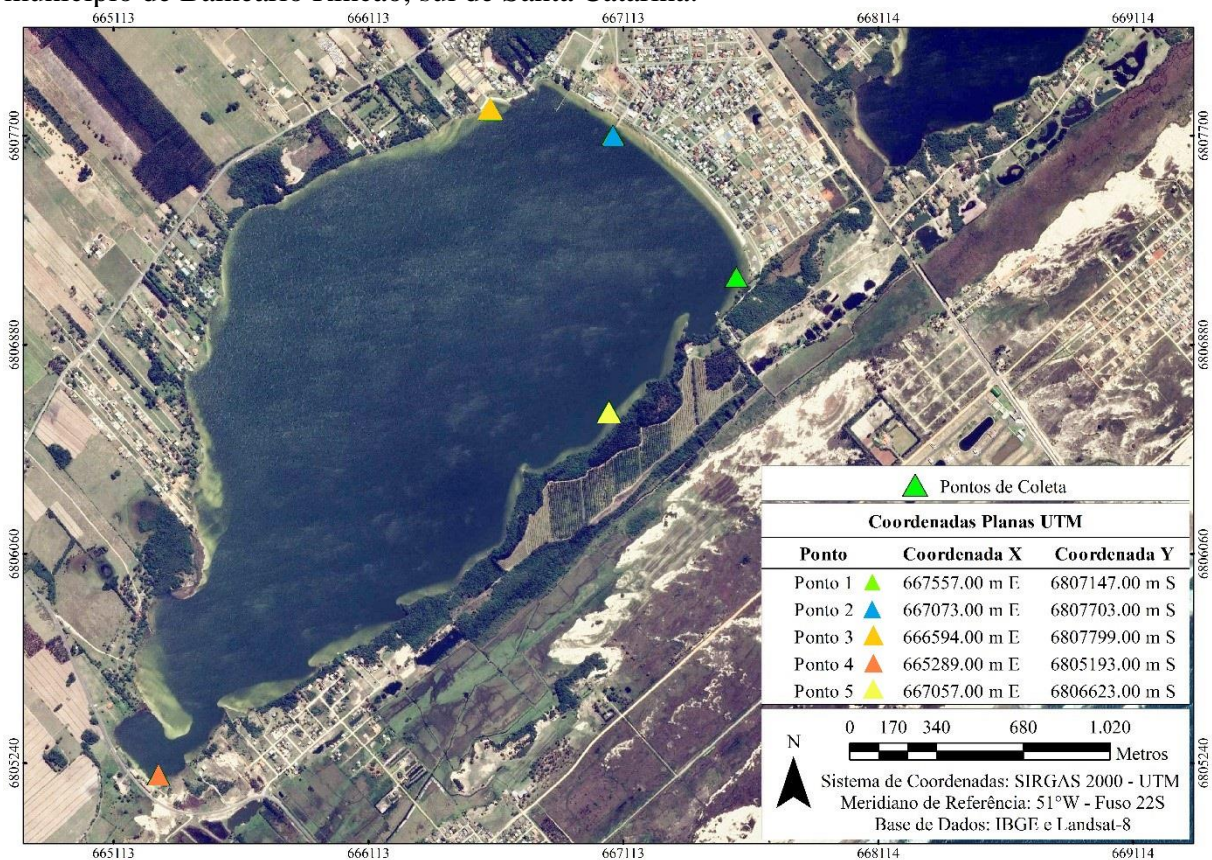 município de Balneário Rincão, sul de Santa Catarina.
665113 666113 667113 668114 669114
6807700 6807700
6806880 6806880
6806060 6806060
6805240 6805240
Pontos de Coleta
Coordenadas Planas UTM
Ponto Coordenada X Coordenada Y
Ponto 1 667557.00 m E 6807147.00 m S
Ponto 2 667073.00 m E 6807703.00 m S
Ponto 3 666594.00 m E 6807799.00 m S
Ponto 4 665289.00 m E 6805193.00 m S
Ponto 5 667057.00 m E 6806623.00 m S
N
0 170 340 680 1.020
Metros
Sistema de Coordenadas: SIRGAS 2000 - UTM
Meridiano de Referência: 51°W - Fuso 22S
Base de Dados: IBGE e Landsat-8
665113 666113 667113 668114 669114